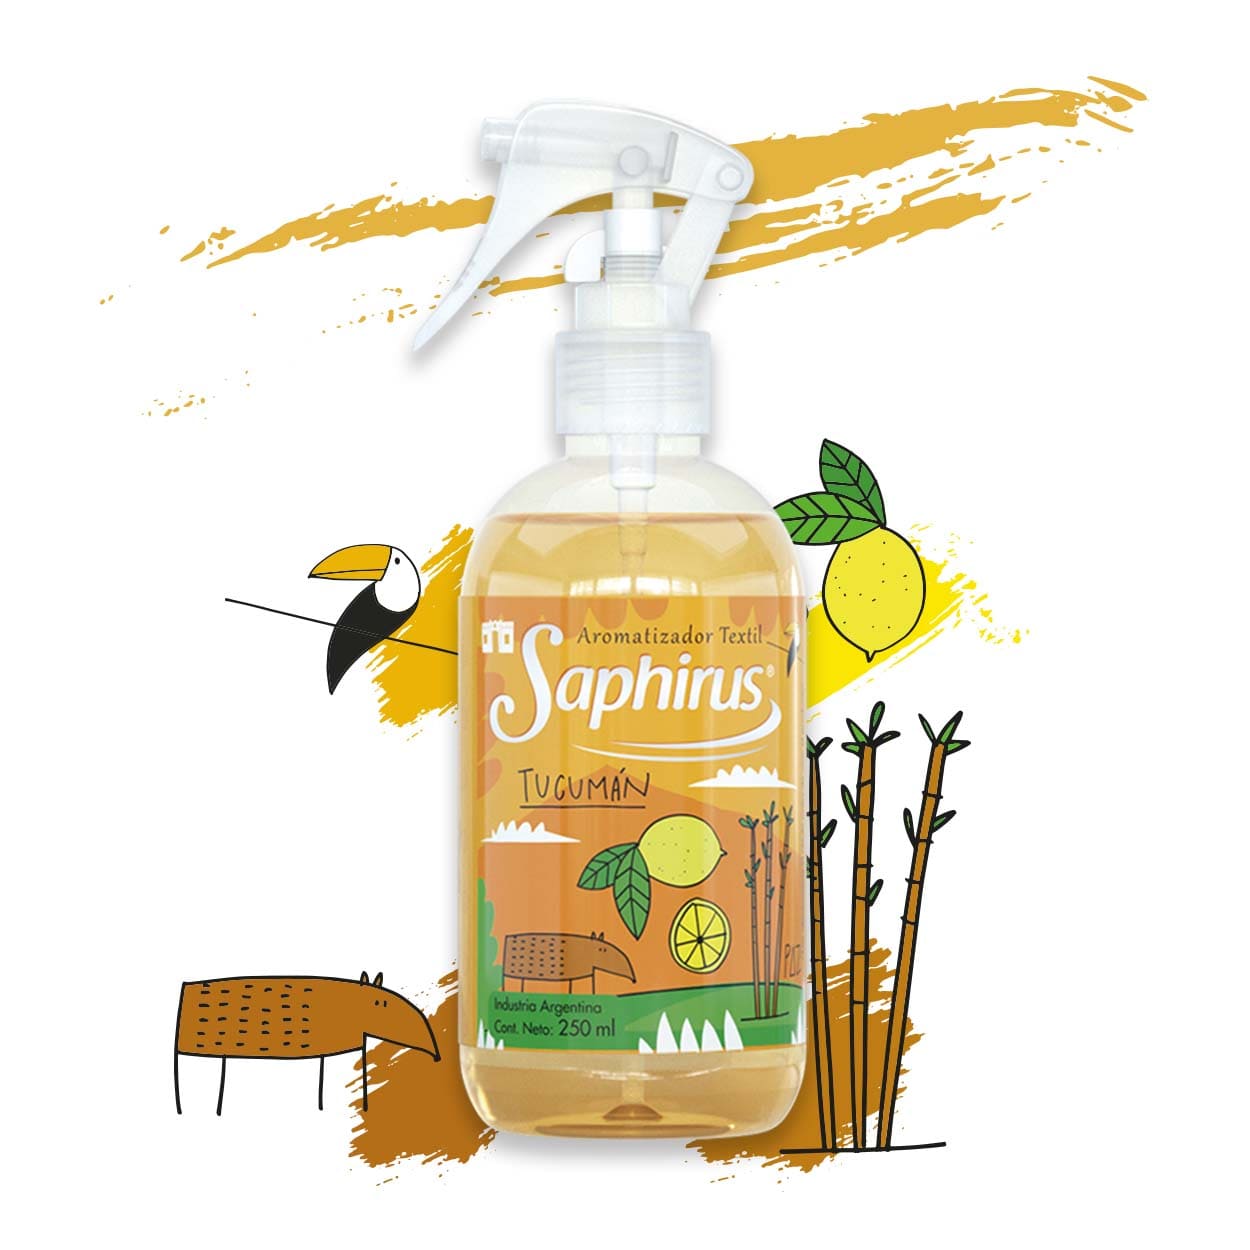 Aromatizador Textil
Saphirus®
TUCUMÁN
Industria Argentina
Cont. Neto: 250 ml